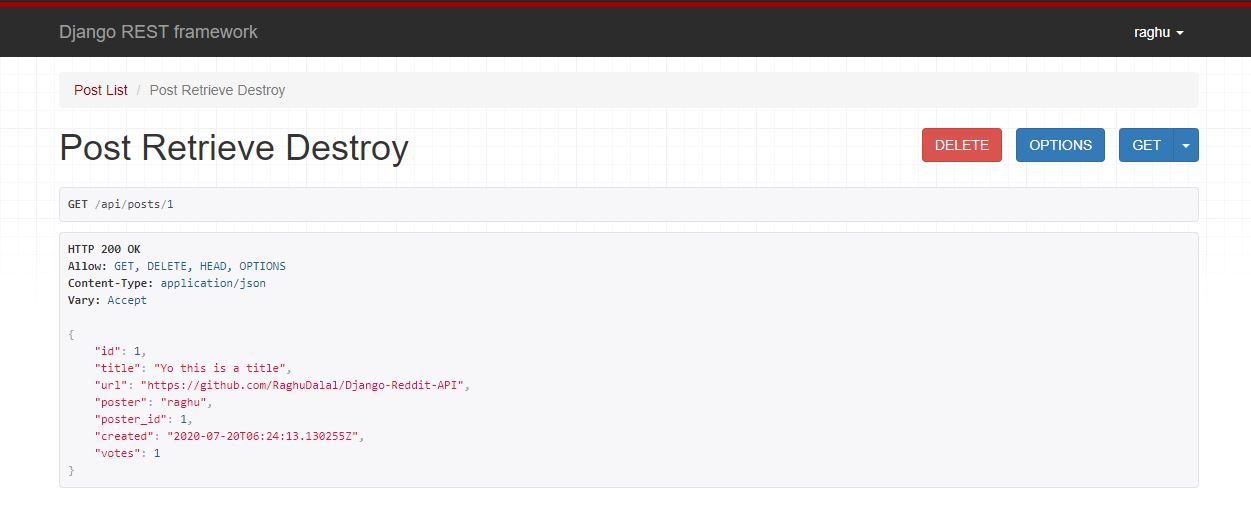 Django REST framework
raghu
Post List / Post Retrieve Destroy
Post Retrieve Destroy
DELETE
OPTIONS
GET
GET /api/posts/1
HTTP 200 OK
Allow: GET, DELETE, HEAD, OPTIONS
Content-Type: application/json
Vary: Accept
{
    "id": 1,
    "title": "Yo this is a title",
    "url": "https://github.com/RaghuDalal/Django-Reddit-API",
    "poster": "raghu",
    "poster_id": 1,
    "created": "2020-07-20T06:24:13.130255Z",
    "votes": 1
}